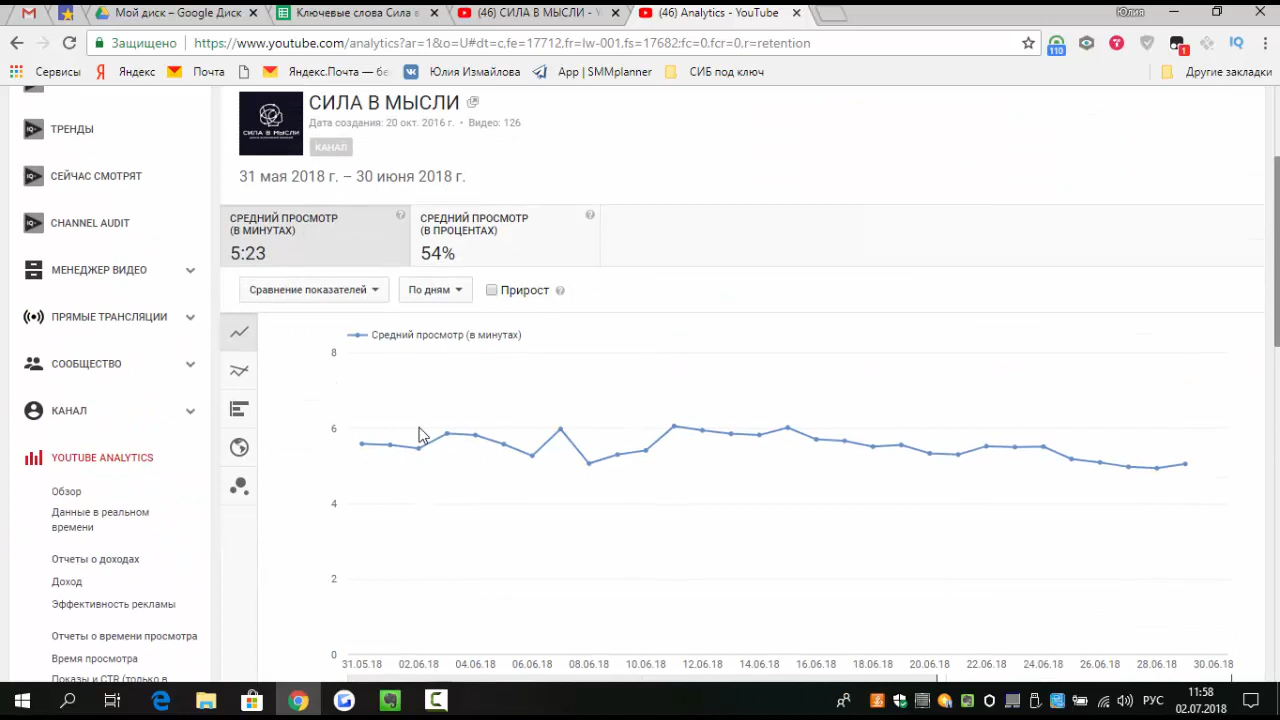 Мой диск – Google Диск
Ключевые слова Сила в
(46) СИЛА В МЫСЛИ - 
(46) Analytics - YouTube
Юлия
Защищено
https://www.youtube.com/analytics?ar=1&o=U#dt=c,fe=17712,fr=lw-001,fs=17682;fc=0,fcr=0,r=retention
110
1
IQ
Сервисы
Яндекс
Почта
Яндекс.Почта — бе
Юлия Измайлова
App | SMMplanner
СИБ под ключ
Другие закладки
СИЛА В МЫСЛИ
Дата создания: 20 окт. 2016 г. • Видео: 126
СИЛА В МЫСЛИ
КАНАЛ
31 мая 2018 г. – 30 июня 2018 г.
ТРЕНДЫ
СЕЙЧАС СМОТРЯТ
CHANNEL AUDIT
МЕНЕДЖЕР ВИДЕО
ПРЯМЫЕ ТРАНСЛЯЦИИ
СООБЩЕСТВО
КАНАЛ
YOUTUBE ANALYTICS
Обзор
Данные в реальном
времени
Отчеты о доходах
Доход
Эффективность рекламы
Отчеты о времени просмотра
Время просмотра
Показы и CTR (только в
СРЕДНИЙ ПРОСМОТР
(В МИНУТАХ)
5:23
СРЕДНИЙ ПРОСМОТР
(В ПРОЦЕНТАХ)
54%
Сравнение показателей
По дням
Прирост
Средний просмотр (в минутах)
8
6
4
2
0
31.05.18 02.06.18 04.06.18 06.06.18 08.06.18 10.06.18 12.06.18 14.06.18 16.06.18 18.06.18 20.06.18 22.06.18 24.06.18 26.06.18 28.06.18 30.06.18
РУС
11:58
02.07.2018